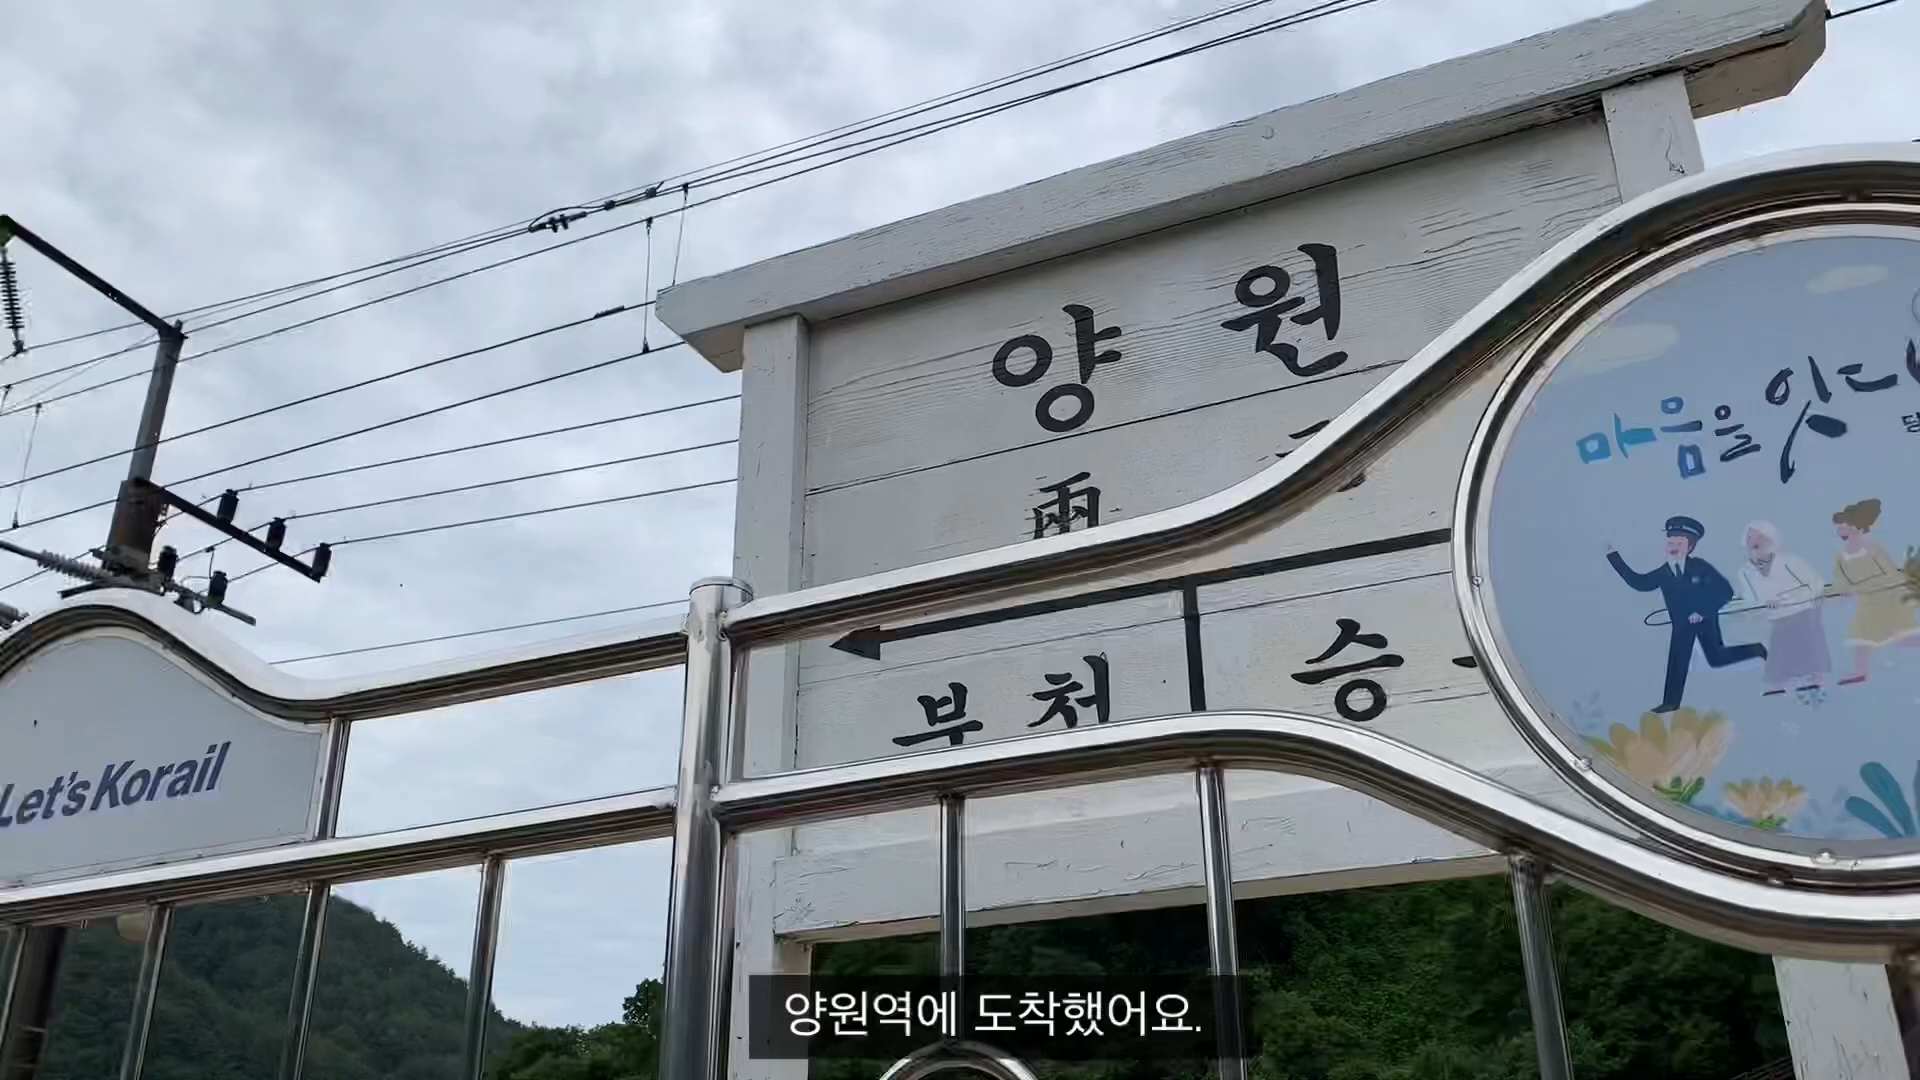 양원
兩
부처 승
Let's Korail
마음을 잇다
양원역에 도착했어요.